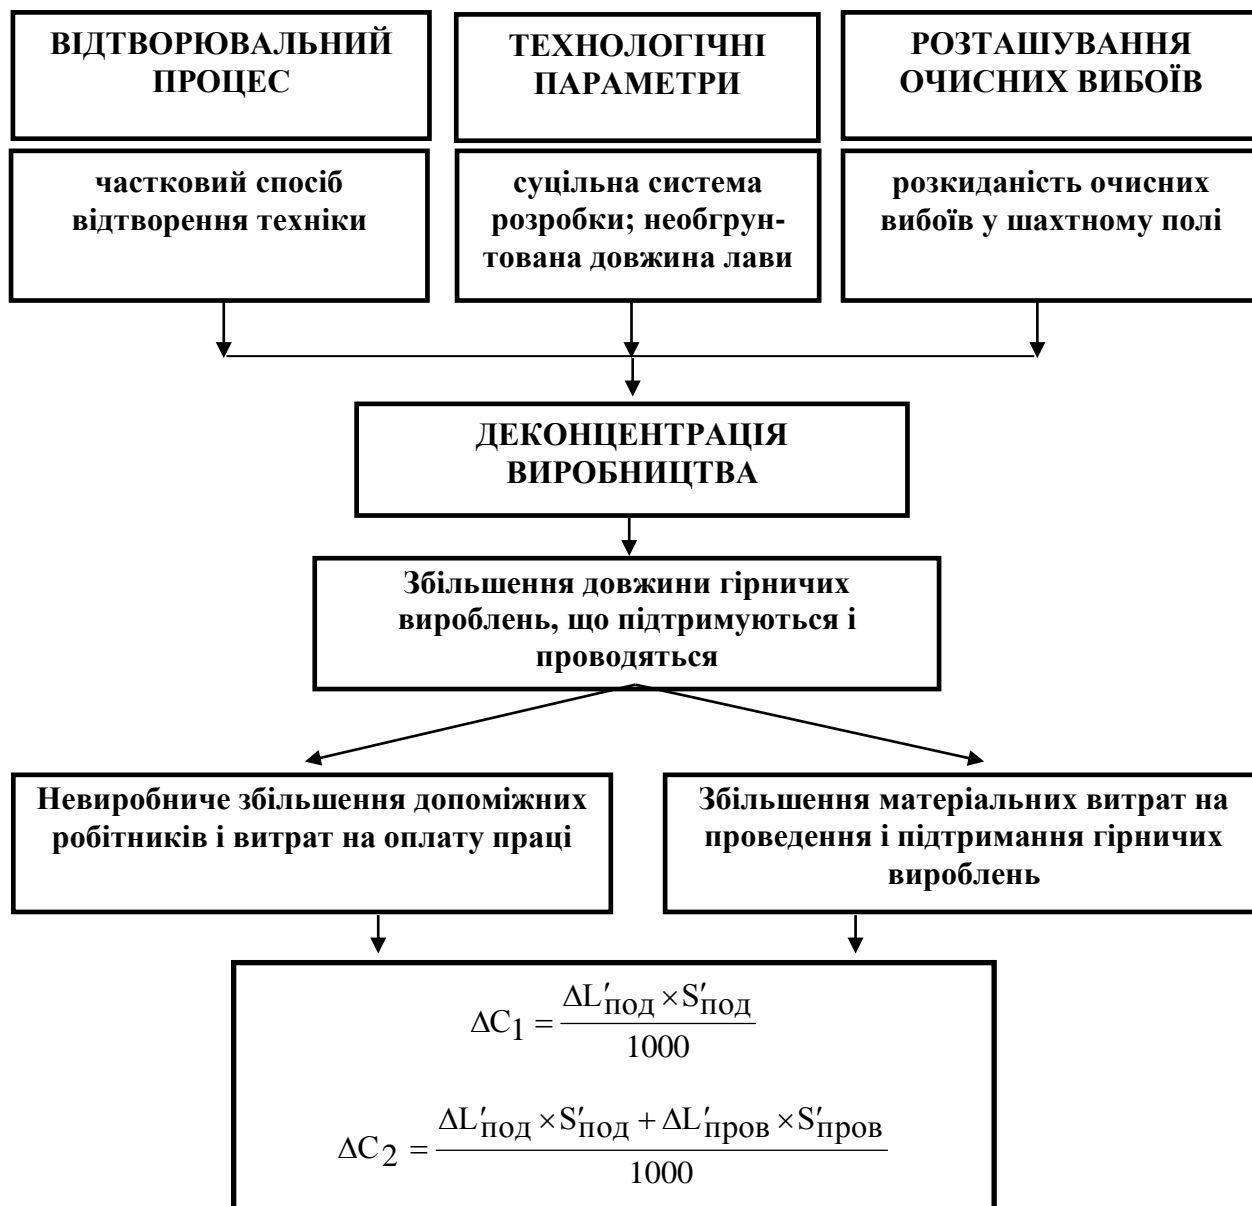 ВІДТВОРЮВАЛЬНИЙ
ПРОЦЕС
ТЕХНОЛОГІЧНІ
ПАРАМЕТРИ
РОЗТАШУВАННЯ
ОЧИСНИХ ВИБОЇВ
частковий спосіб
відтворення техніки
суцільна система
розробки; необгрун-
тована довжина лави
розкиданість очисних
вибоїв у шахтному полі
ДЕКОНЦЕНТРАЦІЯ
ВИРОБНИЦТВА
Збільшення довжини гірничих
вироблень, що підтримуються і
проводяться
Невиробниче збільшення допоміжних
робітників і витрат на оплату праці
Збільшення матеріальних витрат на
проведення і підтримання гірничих
вироблень
ΔC₁ = (ΔL′под × S′под) / 1000
ΔC₂ = (ΔL′под × S′под + ΔL′пров × S′пров) / 1000